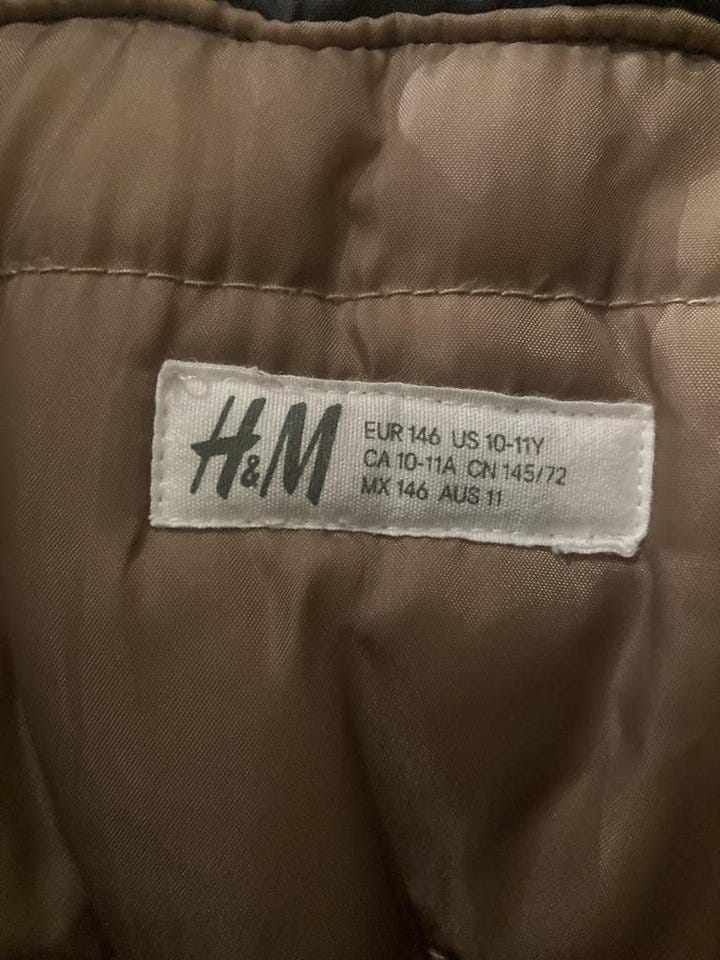 H&M
EUR 146 US 10-11Y
CA 10-11A CN 145/72
MX 146 AUS 11